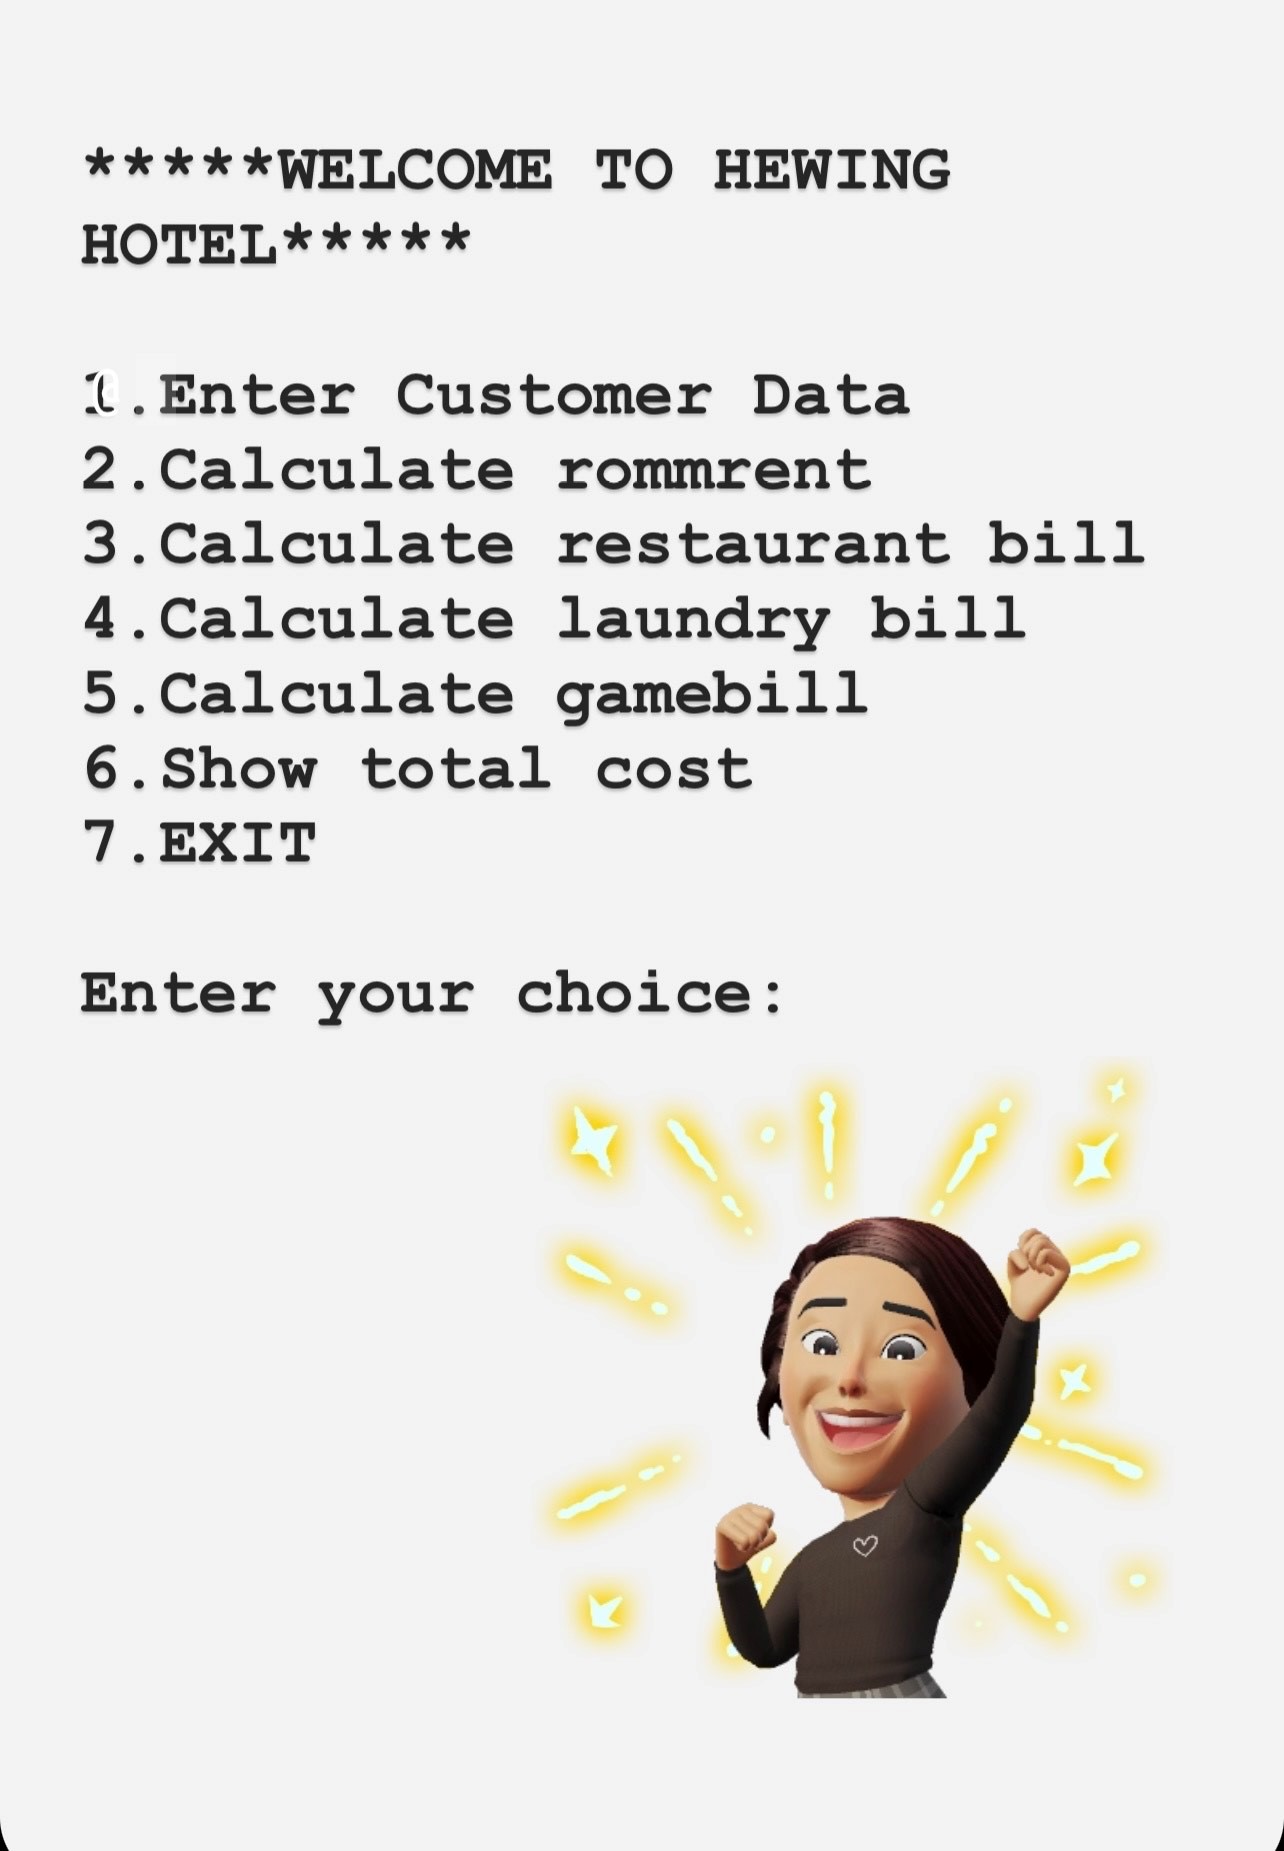 *****WELCOME TO HEWING
HOTEL*****
1.Enter Customer Data
2.Calculate rommrent
3.Calculate restaurant bill
4.Calculate laundry bill
5.Calculate gamebill
6.Show total cost
7.EXIT
Enter your choice: